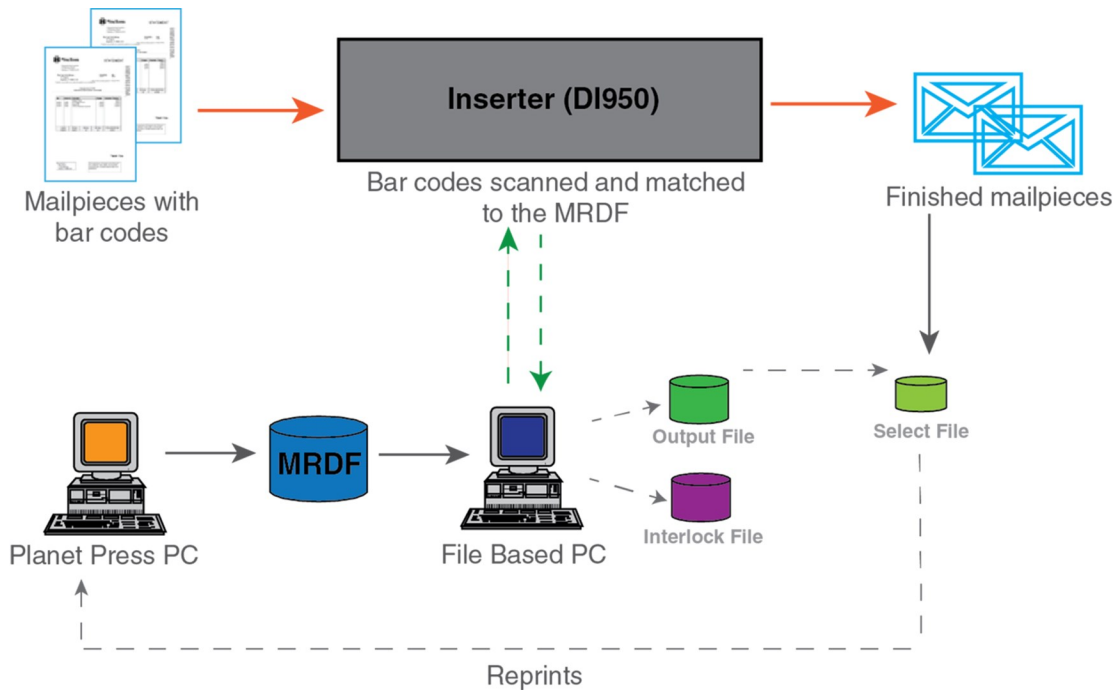 STATEMENT
Inserter (DI950)
Mailpieces with
bar codes
Bar codes scanned and matched
to the MRDF
Finished mailpieces
MRDF
Output File
Select File
Interlock File
Planet Press PC
File Based PC
Reprints